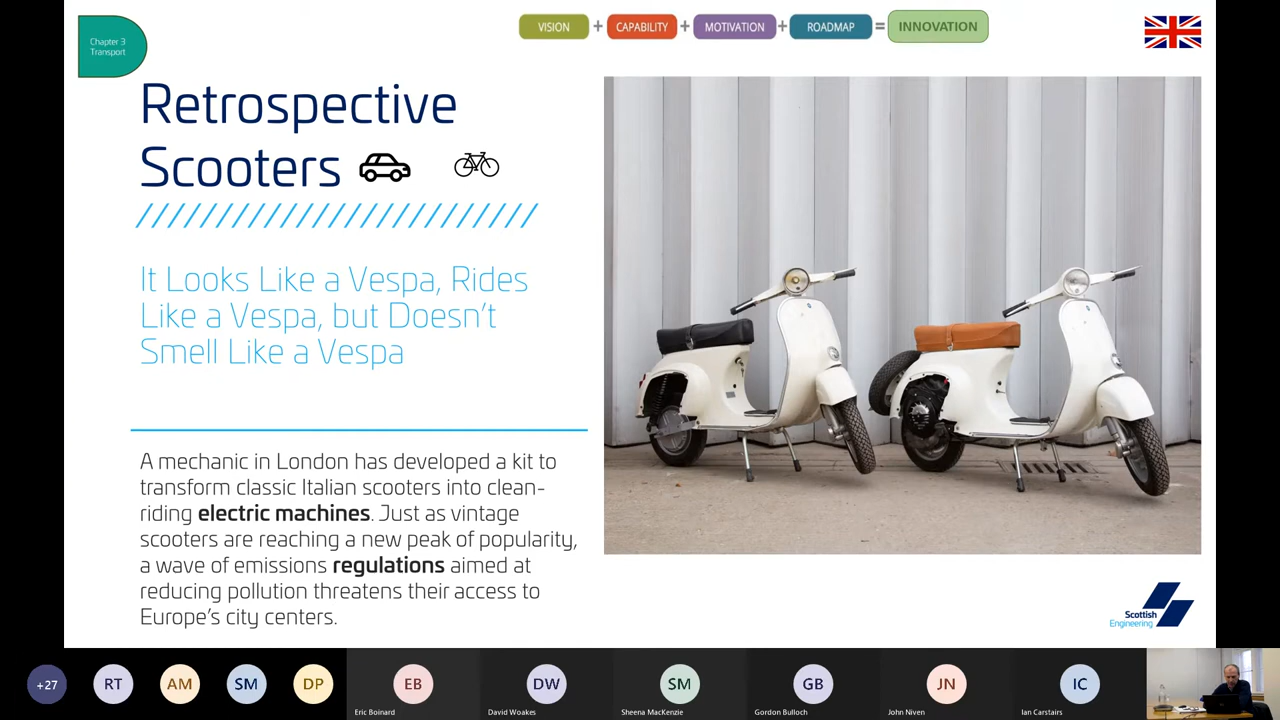 Chapter 3
Transport
VISION + CAPABILITY + MOTIVATION + ROADMAP = INNOVATION
Retrospective
Scooters
It Looks Like a Vespa, Rides
Like a Vespa, but Doesn't
Smell Like a Vespa
A mechanic in London has developed a kit to
transform classic Italian scooters into clean-
riding electric machines. Just as vintage
scooters are reaching a new peak of popularity,
a wave of emissions regulations aimed at
reducing pollution threatens their access to
Europe's city centers.
Scottish
Engineering
+27 RT AM SM DP EB DW SM GB JN IC
Eric Boinard David Woakes Sheena MacKenzie Gordon Bulloch John Niven Ian Carstairs